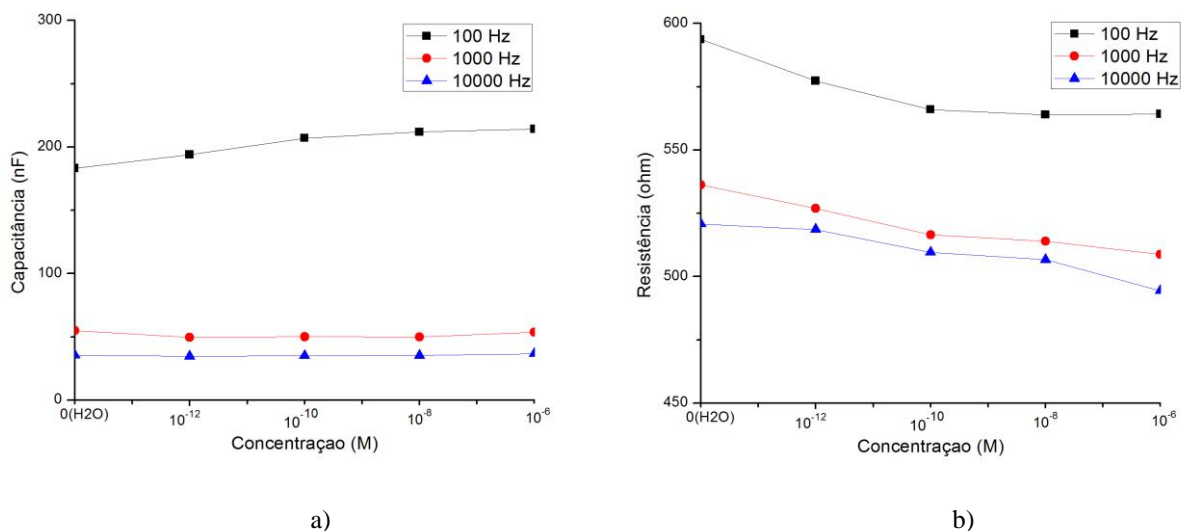 300
200
100
0
Capacitância (nF)
100 Hz
1000 Hz
10000 Hz
0(H2O)
10-12
10-10
10-8
10-6
Concentraçao (M)
a)
600
550
500
450
Resistência (ohm)
100 Hz
1000 Hz
10000 Hz
0(H2O)
10-12
10-10
10-8
10-6
Concentraçao (M)
b)